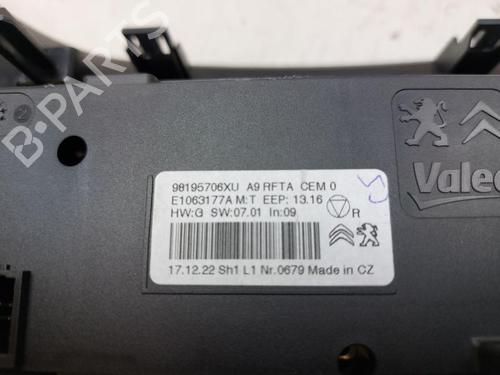 98195706XU A9 RFTA CEM 0
E1063177A M:T EEP: 13.16
HW:G SW:07.01 In:09
R
17.12.22 Sh1 L1 Nr.0679 Made in CZ
Valeo
B-PARTS